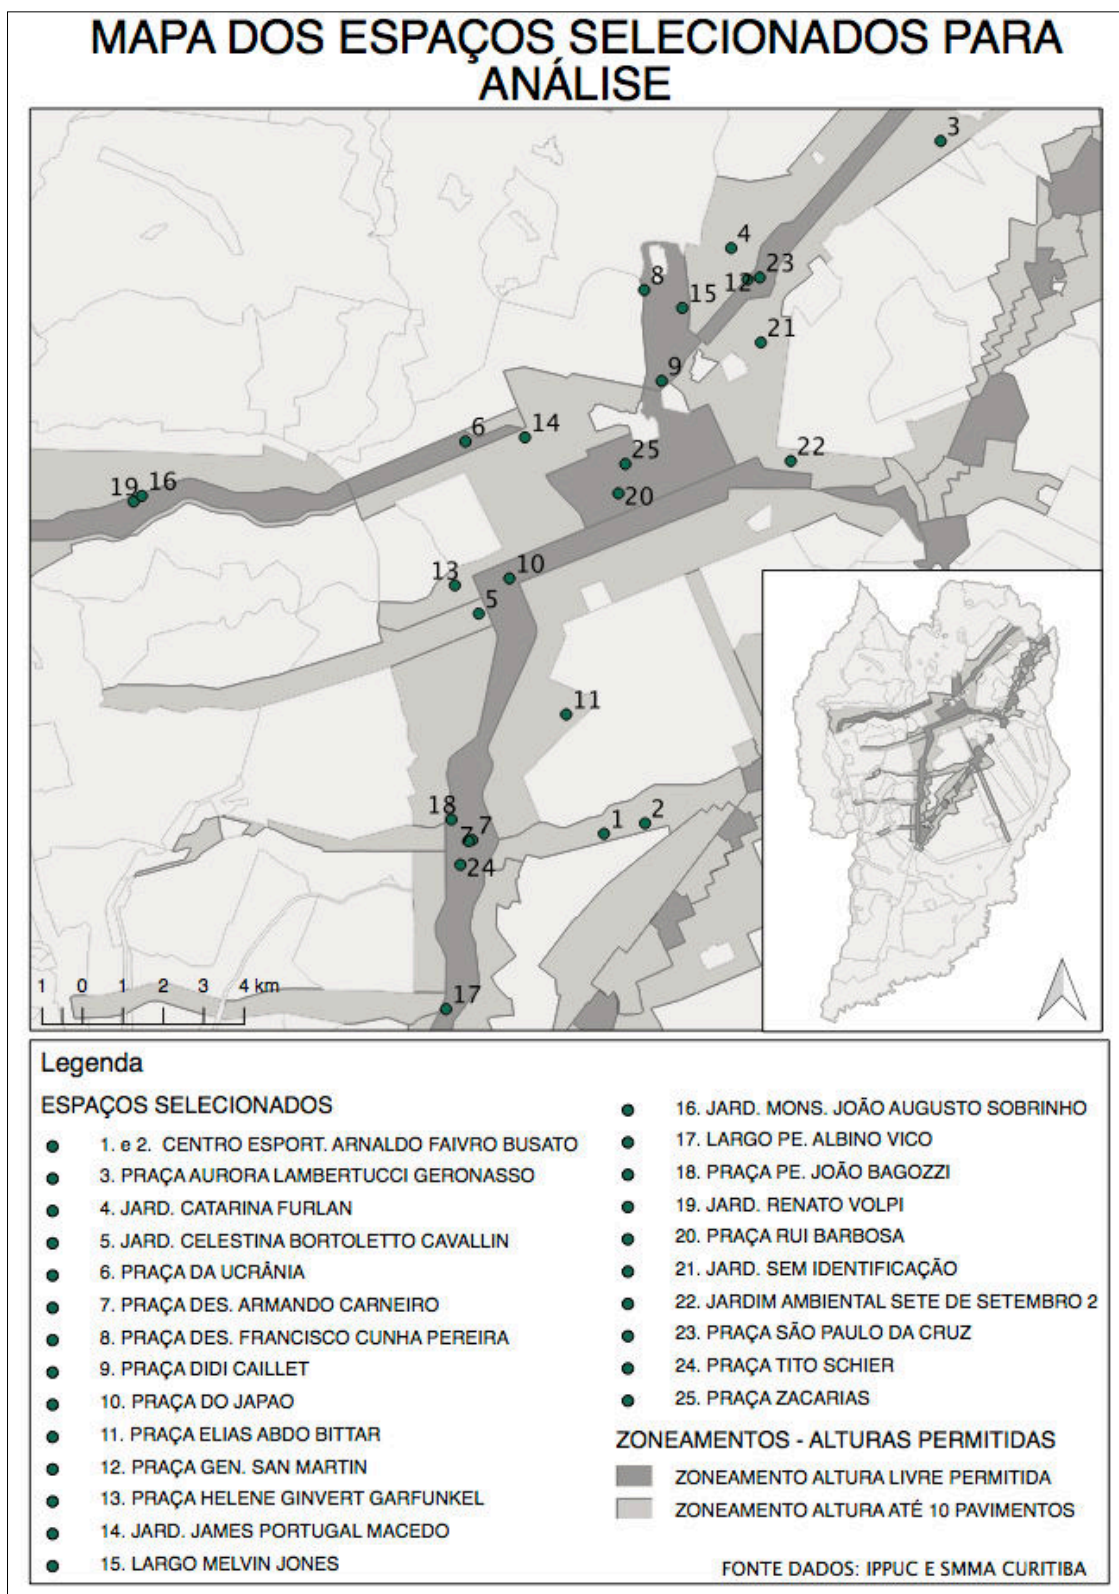 MAPA DOS ESPAÇOS SELECIONADOS PARA
ANÁLISE
3
4
23
12
8
15
21
9
6
14
25
22
16
19
20
10
13
5
11
18
7
7
1
2
24
17
1 0 1 2 3 4 km
Legenda
ESPAÇOS SELECIONADOS
1. e 2. CENTRO ESPORT. ARNALDO FAIVRO BUSATO
3. PRAÇA AURORA LAMBERTUCCI GERONASSO
4. JARD. CATARINA FURLAN
5. JARD. CELESTINA BORTOLETTO CAVALLIN
6. PRAÇA DA UCRÂNIA
7. PRAÇA DES. ARMANDO CARNEIRO
8. PRAÇA DES. FRANCISCO CUNHA PEREIRA
9. PRAÇA DIDI CAILLET
10. PRAÇA DO JAPAO
11. PRAÇA ELIAS ABDO BITTAR
12. PRAÇA GEN. SAN MARTIN
13. PRAÇA HELENE GINVERT GARFUNKEL
14. JARD. JAMES PORTUGAL MACEDO
15. LARGO MELVIN JONES
16. JARD. MONS. JOÃO AUGUSTO SOBRINHO
17. LARGO PE. ALBINO VICO
18. PRAÇA PE. JOÃO BAGOZZI
19. JARD. RENATO VOLPI
20. PRAÇA RUI BARBOSA
21. JARD. SEM IDENTIFICAÇÃO
22. JARDIM AMBIENTAL SETE DE SETEMBRO 2
23. PRAÇA SÃO PAULO DA CRUZ
24. PRAÇA TITO SCHIER
25. PRAÇA ZACARIAS
ZONEAMENTOS - ALTURAS PERMITIDAS
ZONEAMENTO ALTURA LIVRE PERMITIDA
ZONEAMENTO ALTURA ATÉ 10 PAVIMENTOS
FONTE DADOS: IPPUC E SMMA CURITIBA